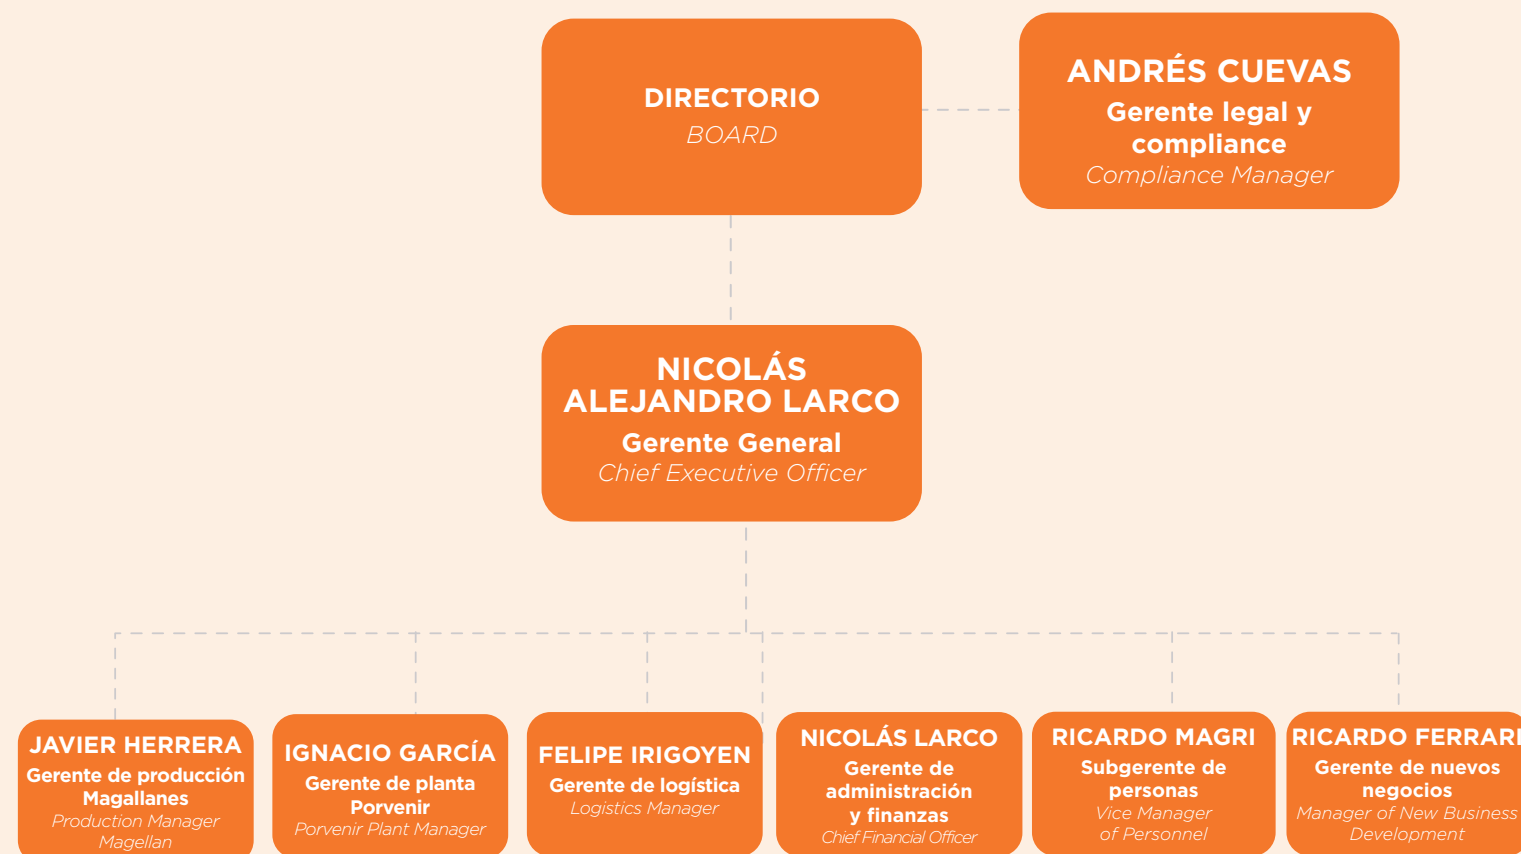 DIRECTORIO
BOARD
ANDRÉS CUEVAS
Gerente legal y
compliance
Compliance Manager
NICOLÁS
ALEJANDRO LARCO
Gerente General
Chief Executive Officer
JAVIER HERRERA
Gerente de producción
Magallanes
Production Manager
Magellan
IGNACIO GARCÍA
Gerente de planta
Porvenir
Porvenir Plant Manager
FELIPE IRIGOYEN
Gerente de logística
Logistics Manager
NICOLÁS LARCO
Gerente de
administración
y finanzas
Chief Financial Officer
RICARDO MAGRI
Subgerente de
personas
Vice Manager
of Personnel
RICARDO FERRARI
Gerente de nuevos
negocios
Manager of New Business
Development